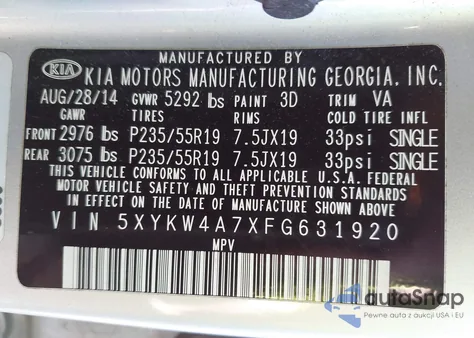 MANUFACTURED BY
KIA KIA MOTORS MANUFACTURING GEORGIA, INC.
AUG/28/14 GVWR 5292 lbs PAINT 3D TRIM VA
GAWR TIRES RIMS COLD TIRE INFL
FRONT 2976 lbs P235/55R19 7.5JX19 33psi SINGLE
REAR 3075 lbs P235/55R19 7.5JX19 33psi SINGLE
THIS VEHICLE CONFORMS TO ALL APPLICABLE U.S.A. FEDERAL
MOTOR VEHICLE SAFETY STANDARDS IN EFFECT ON THE
DATE OF MANUFACTURE SHOWN ABOVE.
VIN 5XYKW4A7XFG631920
MPV
autoSnap
Pewne auta z aukcji USA i EU